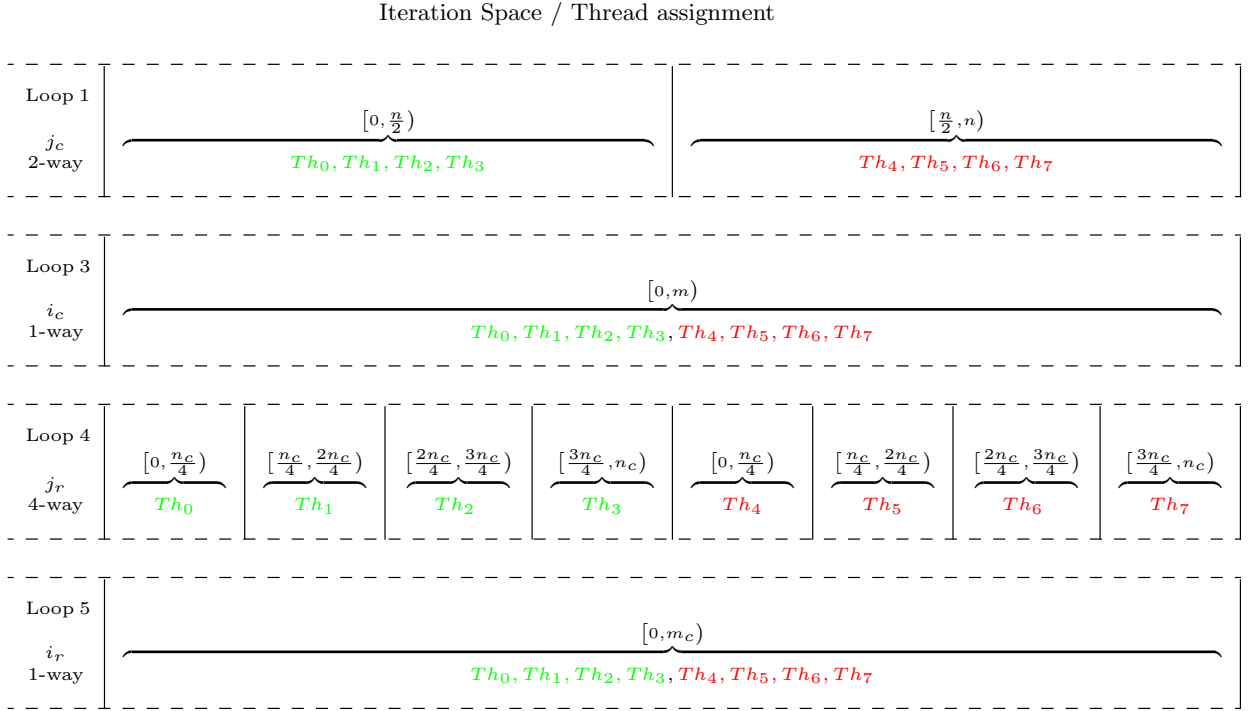 Iteration Space / Thread assignment
Loop 1
[0, n/2) [n/2, n)
j_c
2-way
Th_0, Th_1, Th_2, Th_3 Th_4, Th_5, Th_6, Th_7
Loop 3
[0, m)
i_c
1-way
Th_0, Th_1, Th_2, Th_3, Th_4, Th_5, Th_6, Th_7
Loop 4
[0, n_c/4) [n_c/4, 2n_c/4) [2n_c/4, 3n_c/4) [3n_c/4, n_c) [0, n_c/4) [n_c/4, 2n_c/4) [2n_c/4, 3n_c/4) [3n_c/4, n_c)
j_r
4-way
Th_0 Th_1 Th_2 Th_3 Th_4 Th_5 Th_6 Th_7
Loop 5
[0, m_c)
i_r
1-way
Th_0, Th_1, Th_2, Th_3, Th_4, Th_5, Th_6, Th_7